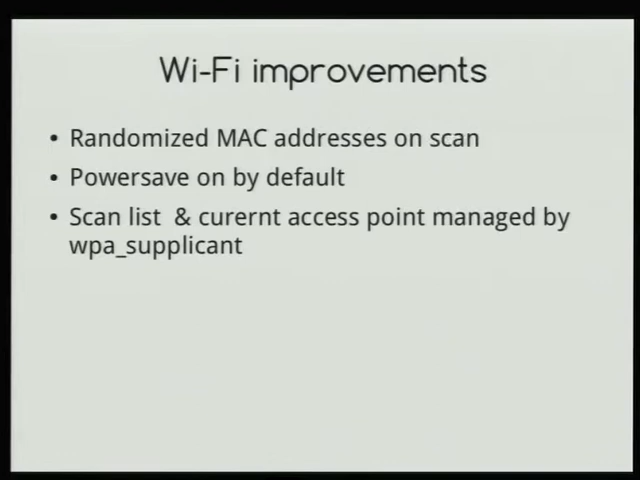 Wi-Fi improvements
• Randomized MAC addresses on scan
• Powersave on by default
• Scan list & curernt access point managed by
wpa_supplicant